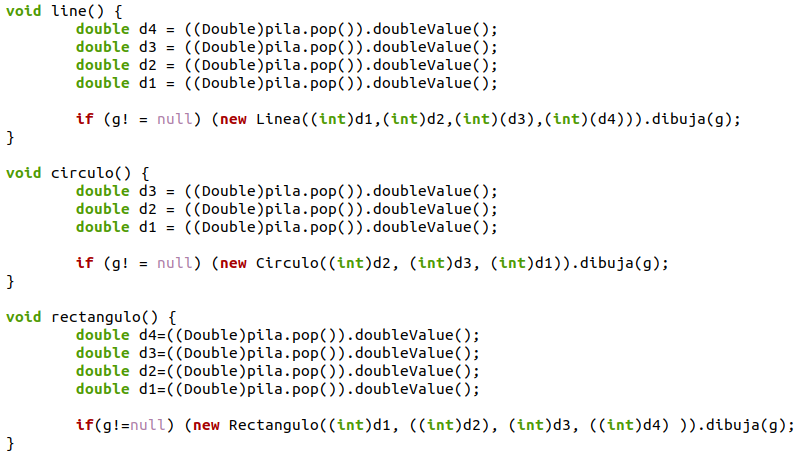 void line() {
        double d4 = ((Double)pila.pop()).doubleValue();
        double d3 = ((Double)pila.pop()).doubleValue();
        double d2 = ((Double)pila.pop()).doubleValue();
        double d1 = ((Double)pila.pop()).doubleValue();

        if (g! = null) (new Linea((int)d1,(int)d2,(int)(d3),(int)(d4))).dibuja(g);
}

void circulo() {
        double d3 = ((Double)pila.pop()).doubleValue();
        double d2 = ((Double)pila.pop()).doubleValue();
        double d1 = ((Double)pila.pop()).doubleValue();

        if (g! = null) (new Circulo((int)d2, (int)d3, (int)d1)).dibuja(g);
}

void rectangulo() {
        double d4=((Double)pila.pop()).doubleValue();
        double d3=((Double)pila.pop()).doubleValue();
        double d2=((Double)pila.pop()).doubleValue();
        double d1=((Double)pila.pop()).doubleValue();

        if(g!=null) (new Rectangulo((int)d1, ((int)d2), (int)d3, ((int)d4) )).dibuja(g);
}